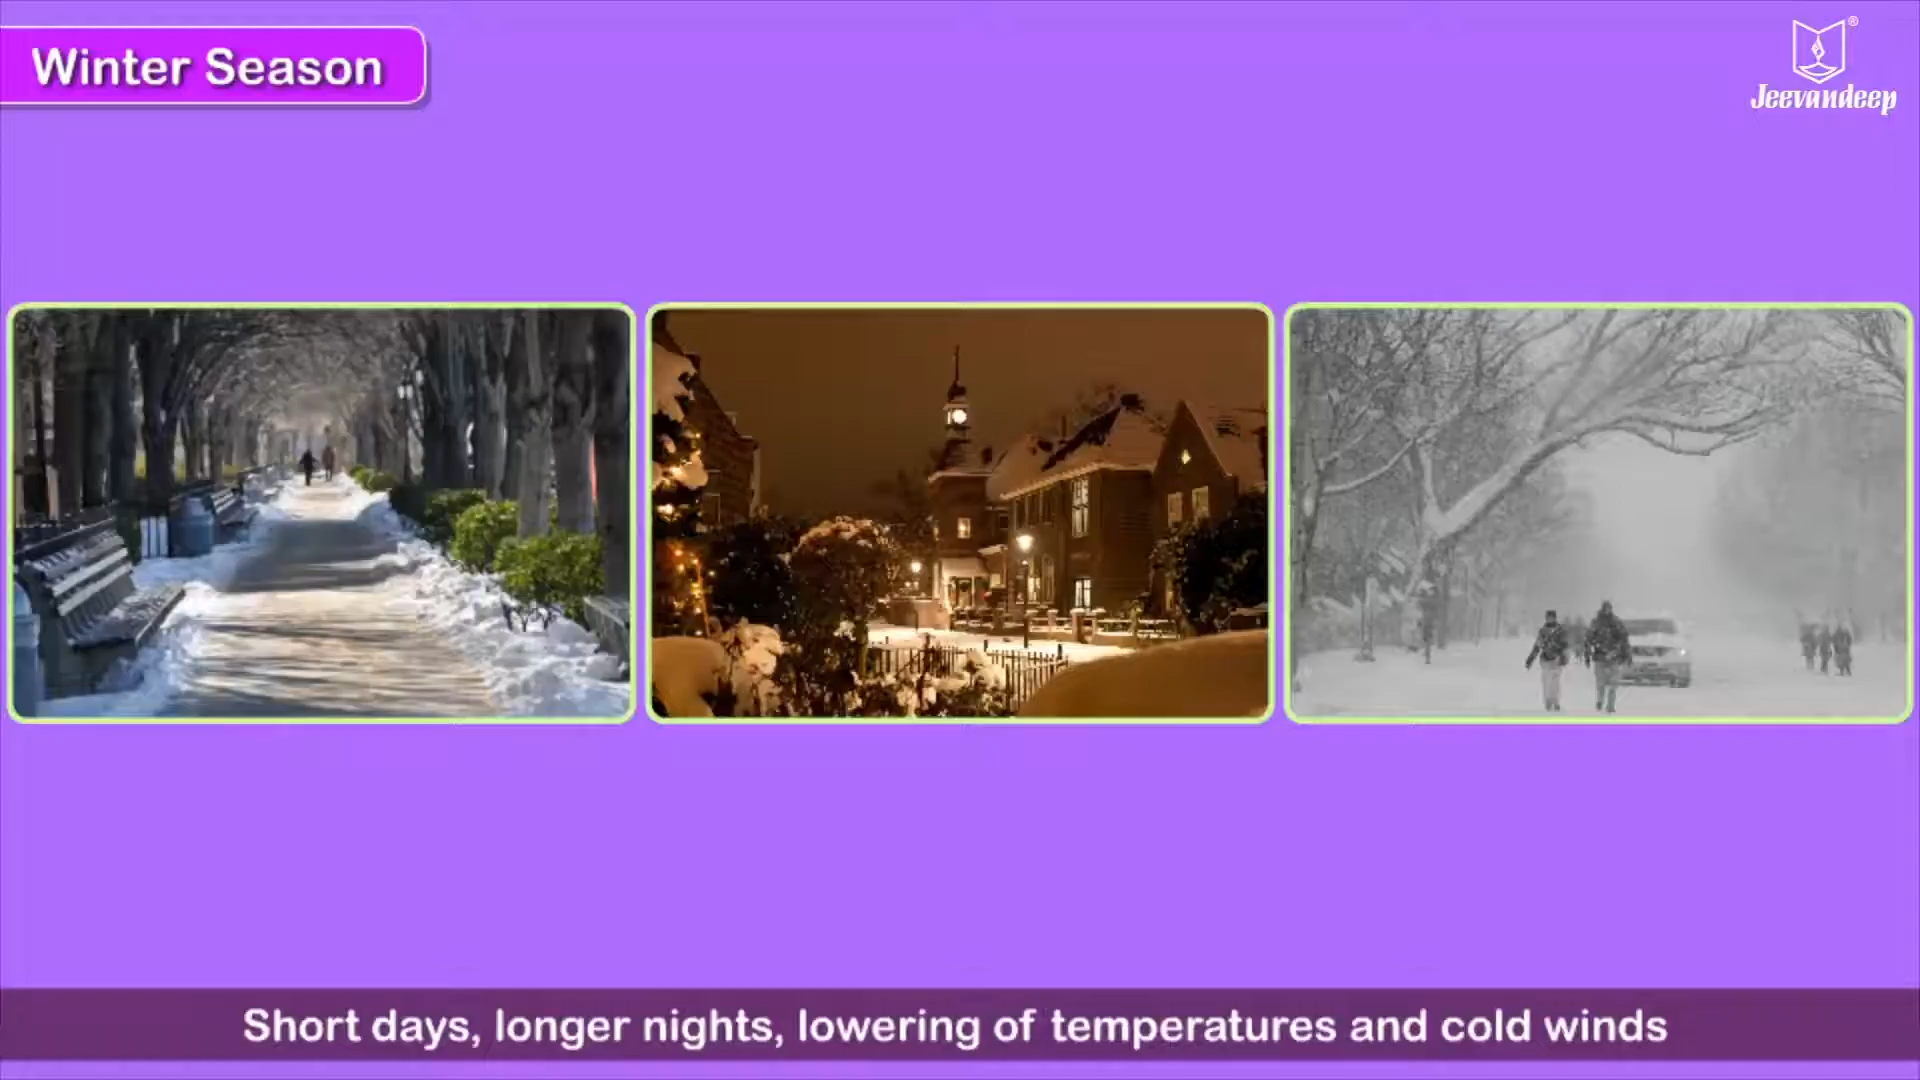 Winter Season
®
Jeevandeep
Short days, longer nights, lowering of temperatures and cold winds